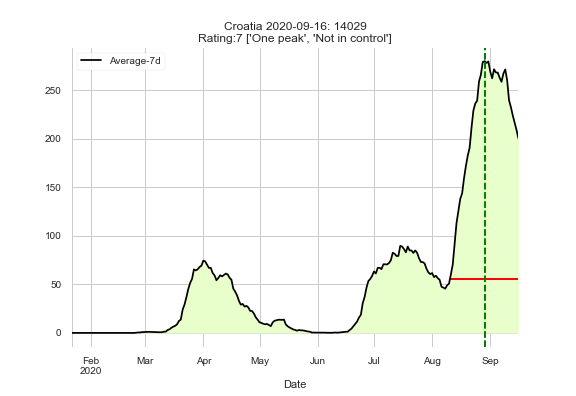 Croatia 2020-09-16: 14029
Rating:7 ['One peak', 'Not in control']
Average-7d
250
200
150
100
50
0
Feb Mar Apr May Jun Jul Aug Sep
2020
Date